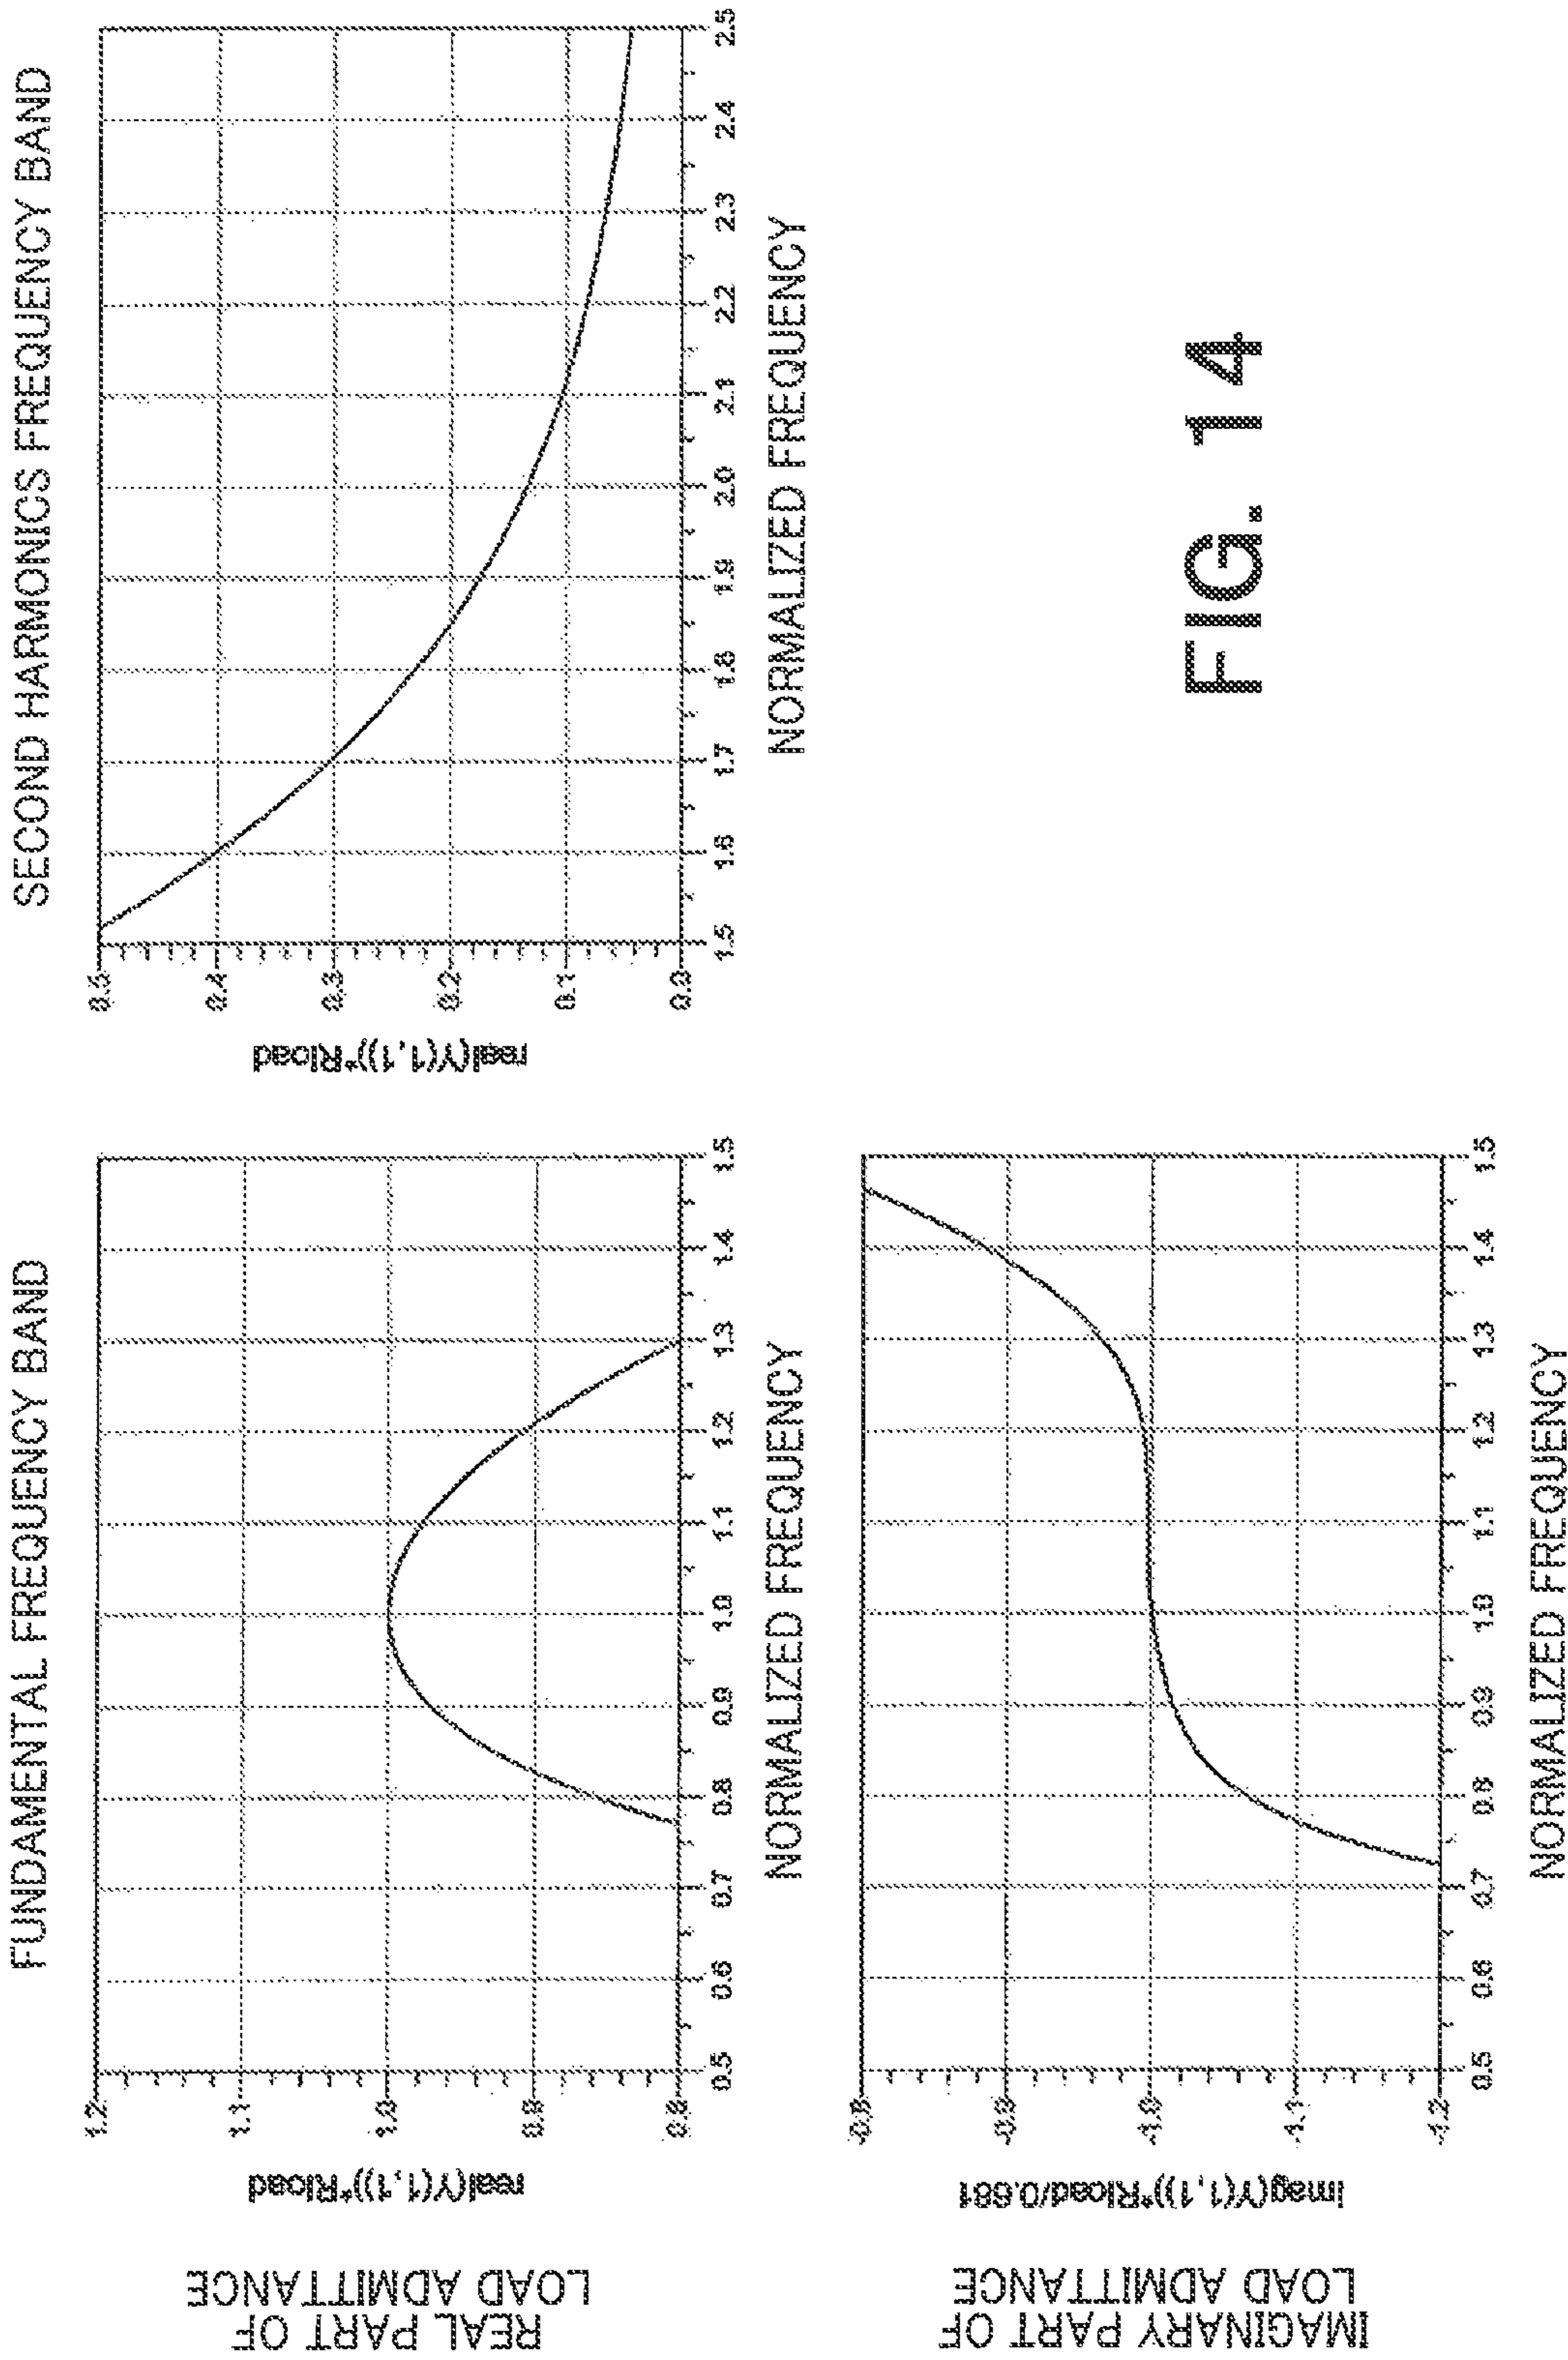 FUNDAMENTAL FREQUENCY BAND
SECOND HARMONICS FREQUENCY BAND
REAL PART OF
LOAD ADMITTANCE
real(Y(1,1))*Rload
1.2
1.1
1.0
0.9
0.8
0.5 0.6 0.7 0.8 0.9 1.0 1.1 1.2 1.3 1.4 1.5
NORMALIZED FREQUENCY
real(Y(1,1))*Rload
0.5
0.4
0.3
0.2
0.1
0.0
1.5 1.6 1.7 1.8 1.9 2.0 2.1 2.2 2.3 2.4 2.5
NORMALIZED FREQUENCY
IMAGINARY PART OF
LOAD ADMITTANCE
imag(Y(1,1))*Rload/0.681
-0.8
-0.9
-1.0
-1.1
-1.2
0.5 0.6 0.7 0.8 0.9 1.0 1.1 1.2 1.3 1.4 1.5
NORMALIZED FREQUENCY
FIG. 14